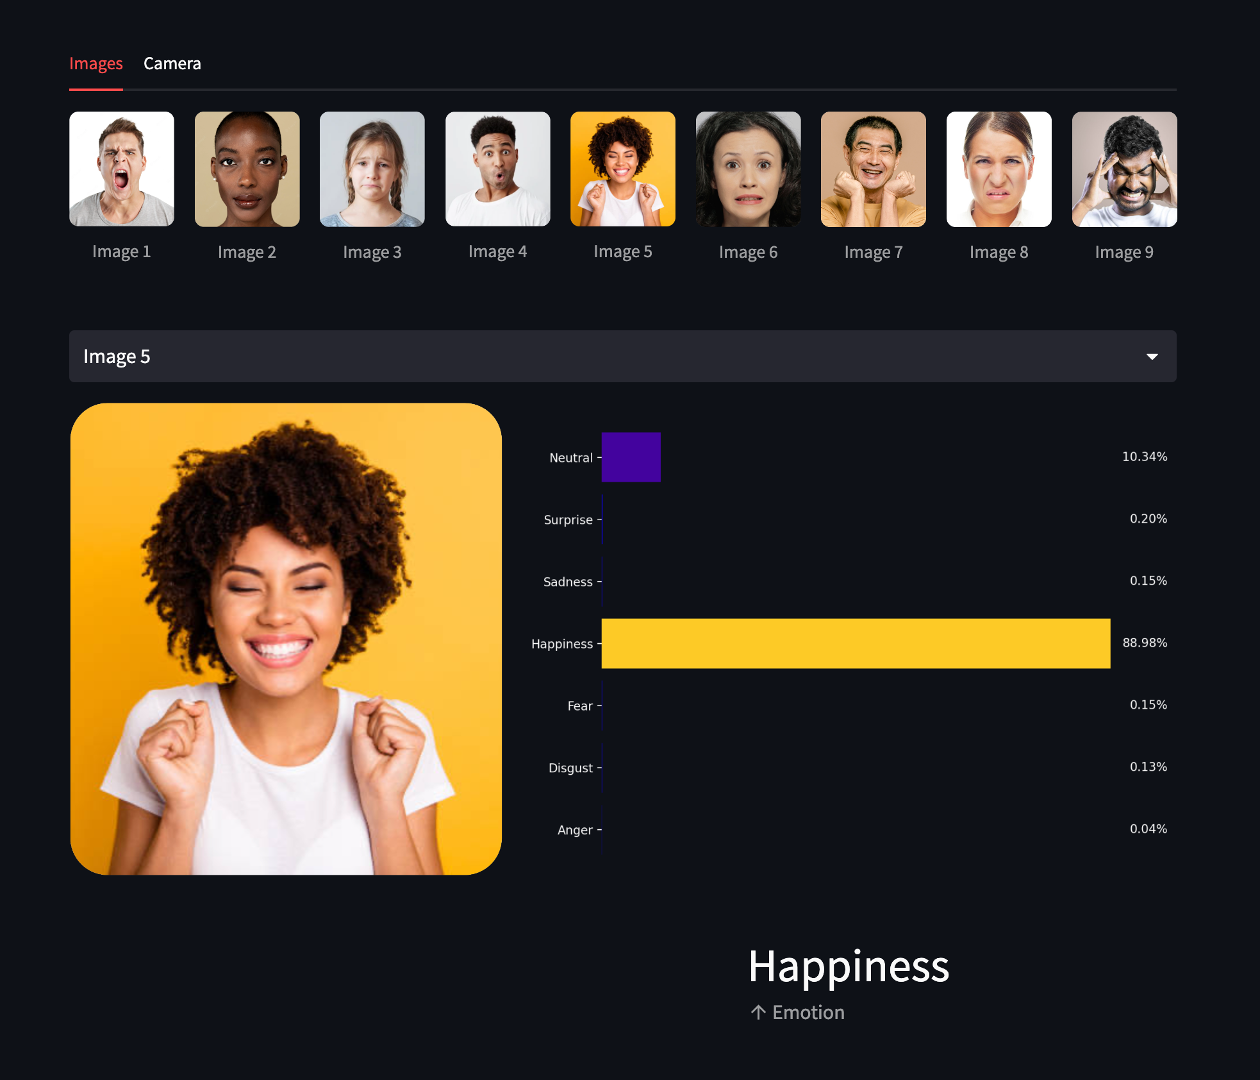 Images Camera
Image 1 Image 2 Image 3 Image 4 Image 5 Image 6 Image 7 Image 8 Image 9
Image 5
Neutral 10.34%
Surprise 0.20%
Sadness 0.15%
Happiness 88.98%
Fear 0.15%
Disgust 0.13%
Anger 0.04%
Happiness
↑ Emotion